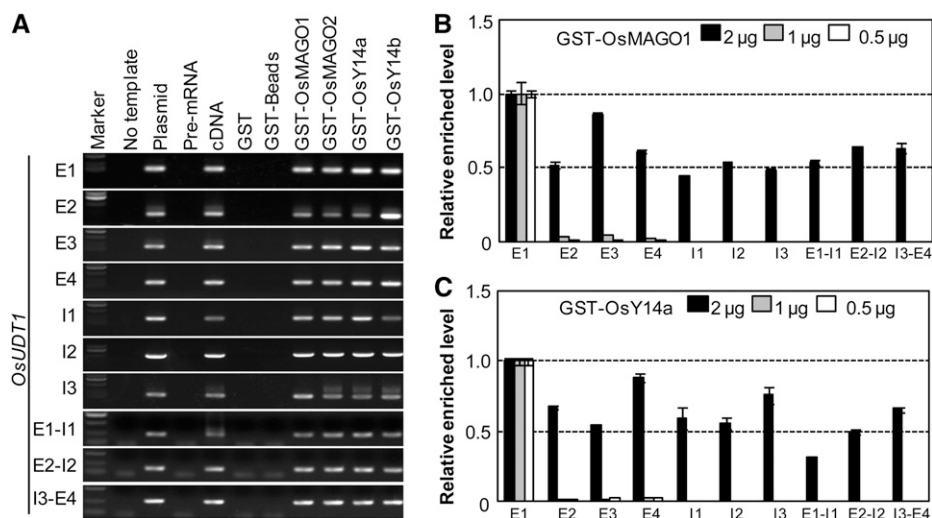 A
Marker
No template
Plasmid
Pre-mRNA
cDNA
GST
GST-Beads
GST-OsMAGO1
GST-OsMAGO2
GST-OsY14a
GST-OsY14b
OsUDT1
E1
E2
E3
E4
I1
I2
I3
E1-I1
E2-I2
I3-E4
B
Relative enriched level
1.5
1.0
0.5
0
GST-OsMAGO1 2 µg 1 µg 0.5 µg
E1 E2 E3 E4 I1 I2 I3 E1-I1 E2-I2 I3-E4
C
Relative enriched level
1.5
1.0
0.5
0
GST-OsY14a 2 µg 1 µg 0.5 µg
E1 E2 E3 E4 I1 I2 I3 E1-I1 E2-I2 I3-E4